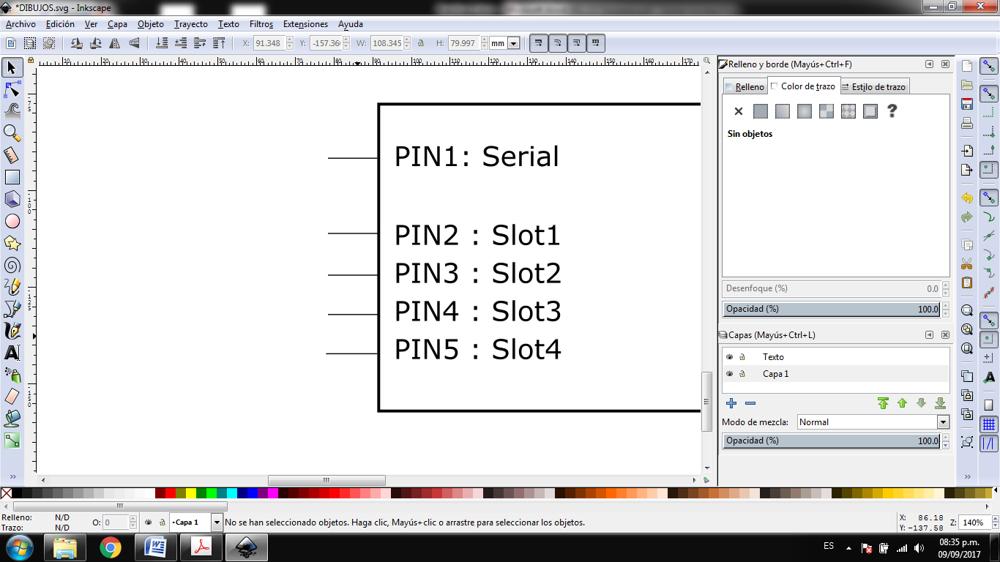 *DIBUJOS.svg - Inkscape
Archivo Edición Ver Capa Objeto Trayecto Texto Filtros Extensiones Ayuda
X: 91.348 Y: -157.36 W: 108.345 H: 79.997 mm
Relleno y borde (Mayús+Ctrl+F)
Relleno Color de trazo Estilo de trazo
Sin objetos
PIN1: Serial
PIN2 : Slot1
PIN3 : Slot2
PIN4 : Slot3
PIN5 : Slot4
Desenfoque (%) 0.0
Opacidad (%) 100.0
Capas (Mayús+Ctrl+L)
Texto
Capa 1
Modo de mezcla: Normal
Opacidad (%) 100.0
Relleno: N/D
Trazo: N/D
O: 0
•Capa 1
No se han seleccionado objetos. Haga clic, Mayús+clic o arrastre para seleccionar los objetos.
X: 86.18
Y: -137.58
Z: 140%
ES
08:35 p.m.
09/09/2017